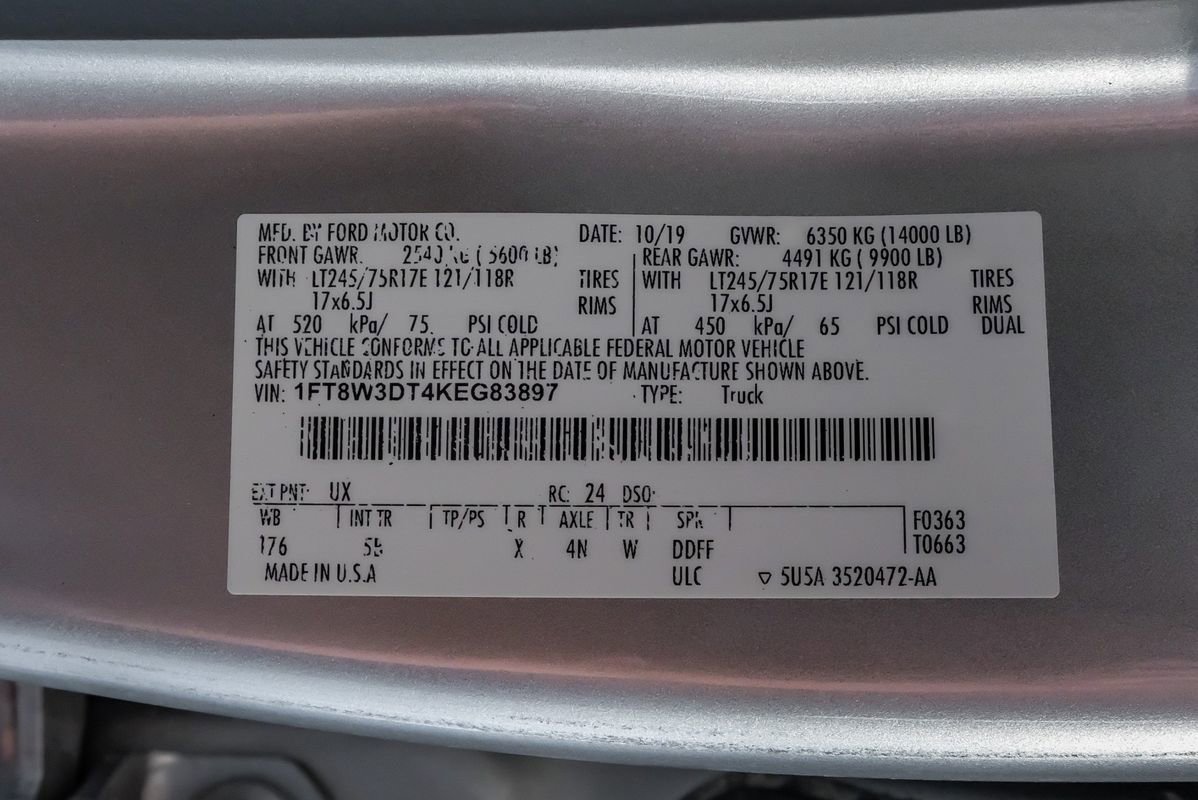 MFD. BY FORD MOTOR CO. DATE: 10/19 GVWR: 6350 KG (14000 LB)
FRONT GAWR: 2540 KG ( 5600 LB) REAR GAWR: 4491 KG ( 9900 LB)
WITH LT245/75R17E 121/118R TIRES WITH LT245/75R17E 121/118R TIRES
17x6.5J RIMS 17x6.5J RIMS
AT 520 kPa/ 75 PSI COLD AT 450 kPa/ 65 PSI COLD DUAL
THIS VEHICLE CONFORMS TO ALL APPLICABLE FEDERAL MOTOR VEHICLE
SAFETY STANDARDS IN EFFECT ON THE DATE OF MANUFACTURE SHOWN ABOVE.
VIN: 1FT8W3DT4KEG83897 TYPE: Truck
EXT PNT: UX RC: 24 DSO:
WB INT TR TP/PS R AXLE TR SPR F0363
176 5S X 4N W DDFF T0663
MADE IN U.S.A ULC ▽ 5U5A 3520472-AA